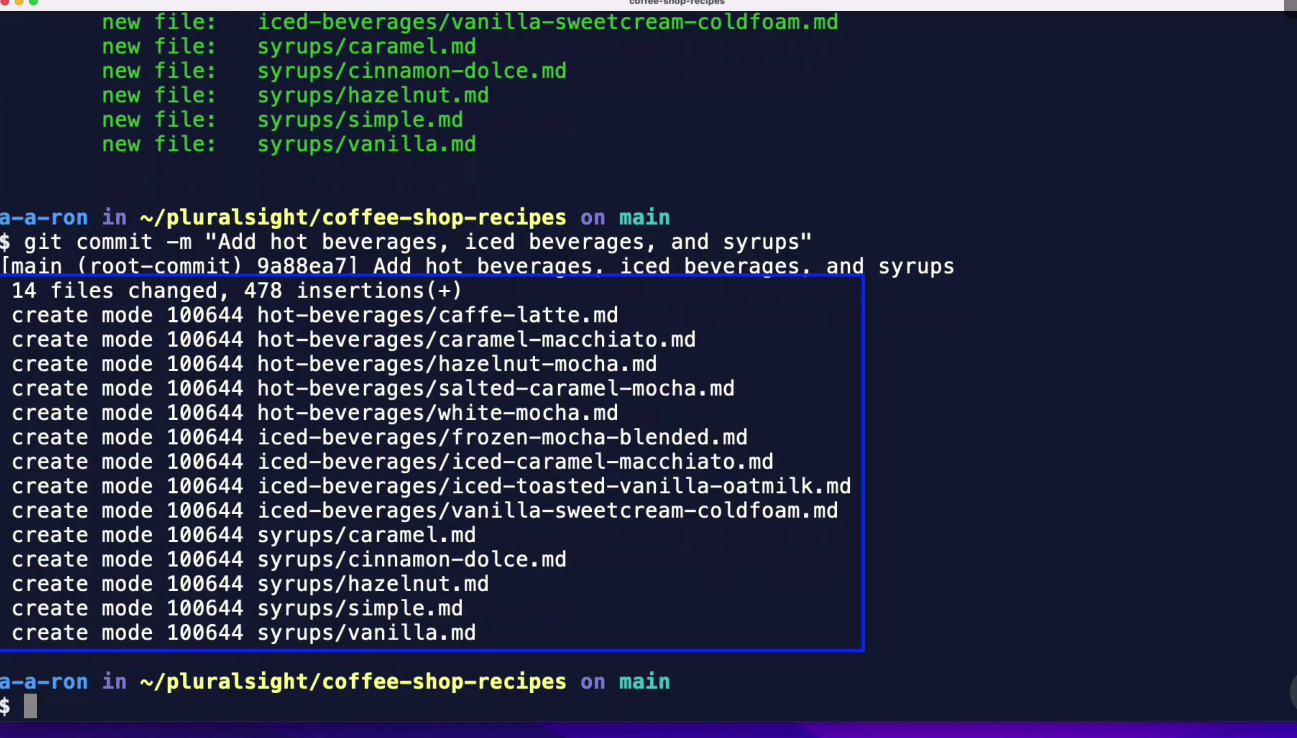 coffee-shop-recipes
new file:   iced-beverages/vanilla-sweetcream-coldfoam.md
new file:   syrups/caramel.md
new file:   syrups/cinnamon-dolce.md
new file:   syrups/hazelnut.md
new file:   syrups/simple.md
new file:   syrups/vanilla.md
a-a-ron in ~/pluralsight/coffee-shop-recipes on main
$ git commit -m "Add hot beverages, iced beverages, and syrups"
[main (root-commit) 9a88ea7] Add hot beverages, iced beverages, and syrups
14 files changed, 478 insertions(+)
create mode 100644 hot-beverages/caffe-latte.md
create mode 100644 hot-beverages/caramel-macchiato.md
create mode 100644 hot-beverages/hazelnut-mocha.md
create mode 100644 hot-beverages/salted-caramel-mocha.md
create mode 100644 hot-beverages/white-mocha.md
create mode 100644 iced-beverages/frozen-mocha-blended.md
create mode 100644 iced-beverages/iced-caramel-macchiato.md
create mode 100644 iced-beverages/iced-toasted-vanilla-oatmilk.md
create mode 100644 iced-beverages/vanilla-sweetcream-coldfoam.md
create mode 100644 syrups/caramel.md
create mode 100644 syrups/cinnamon-dolce.md
create mode 100644 syrups/hazelnut.md
create mode 100644 syrups/simple.md
create mode 100644 syrups/vanilla.md
a-a-ron in ~/pluralsight/coffee-shop-recipes on main
$